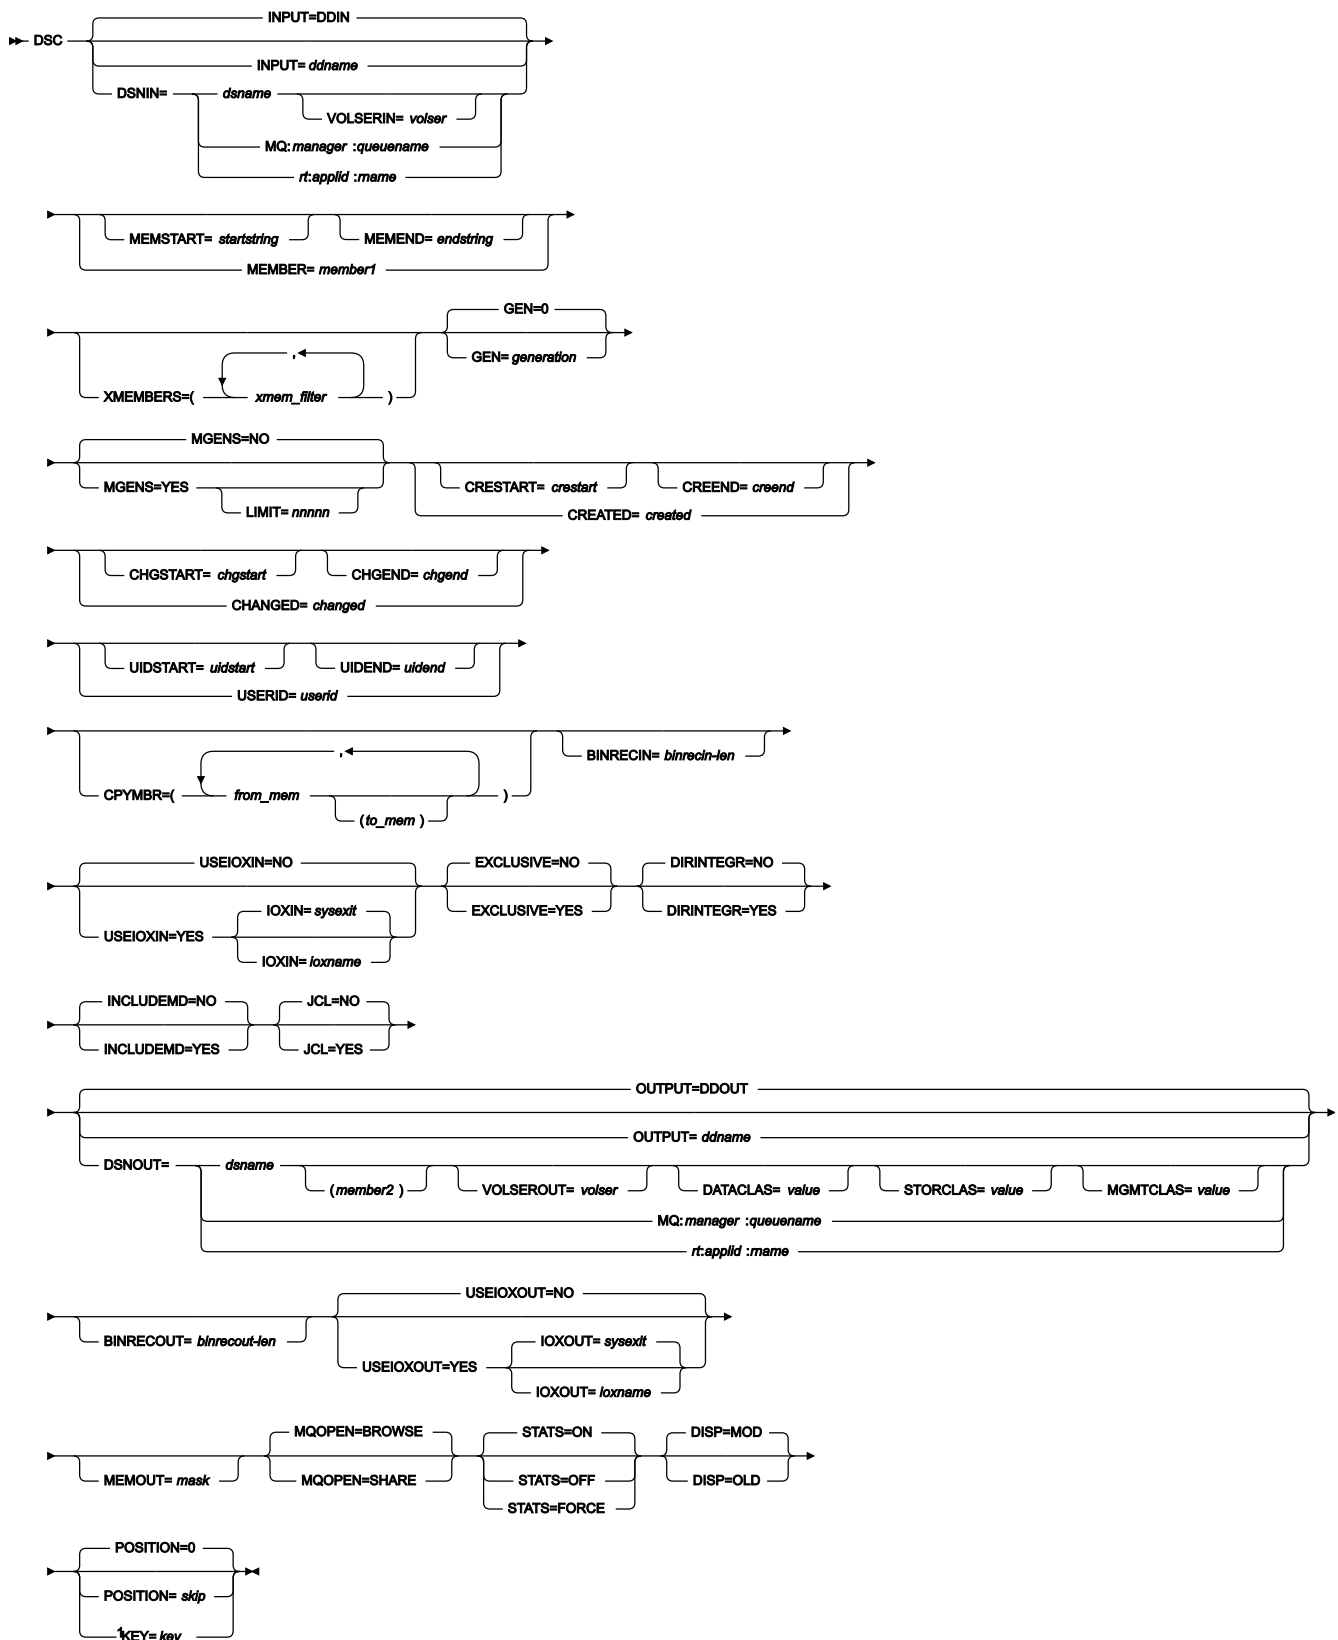 INPUT=DDIN
DSC
INPUT= ddname
DSNIN= dsname
VOLSERIN= volser
MQ:manager :queuename
rt:applid :rname
MEMSTART= startstring MEMEND= endstring
MEMBER= member1
GEN=0
GEN= generation
,
XMEMBERS=( xmem_filter )
MGENS=NO
MGENS=YES CRESTART= crestart CREEND= creend
LIMIT= nnnnn CREATED= created
CHGSTART= chgstart CHGEND= chgend
CHANGED= changed
UIDSTART= uidstart UIDEND= uidend
USERID= userid
, BINRECIN= binrecin-len
CPYMBR=( from_mem )
(to_mem )
USEIOXIN=NO EXCLUSIVE=NO DIRINTEGR=NO
IOXIN= sysexit EXCLUSIVE=YES DIRINTEGR=YES
USEIOXIN=YES
IOXIN= ioxname
INCLUDEMD=NO JCL=NO
INCLUDEMD=YES JCL=YES
OUTPUT=DDOUT
OUTPUT= ddname
DSNOUT= dsname
(member2 ) VOLSEROUT= volser DATACLAS= value STORCLAS= value MGMTCLAS= value
MQ:manager :queuename
rt:applid :rname
USEIOXOUT=NO
BINRECOUT= binrecout-len IOXOUT= sysexit
USEIOXOUT=YES
IOXOUT= ioxname
MQOPEN=BROWSE STATS=ON DISP=MOD
MEMOUT= mask MQOPEN=SHARE STATS=OFF DISP=OLD
STATS=FORCE
POSITION=0
POSITION= skip
1KEY= key